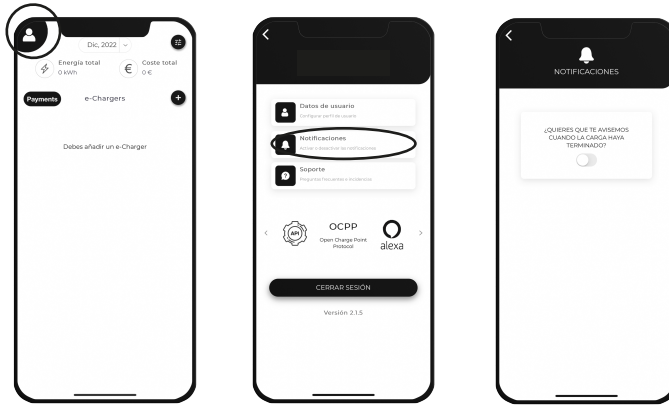 Dic, 2022
Energía total
0 kWh
Coste total
0 €
Payments
e-Chargers
Debes añadir un e-Charger
Datos de usuario
Configurar perfil de usuario
Notificaciones
Activar o desactivar las notificaciones
Soporte
Preguntas frecuentes e incidencias
API
OCPP
Open Charge Point
Protocol
alexa
CERRAR SESIÓN
Versión 2.1.5
NOTIFICACIONES
¿QUIERES QUE TE AVISEMOS
CUANDO LA CARGA HAYA
TERMINADO?